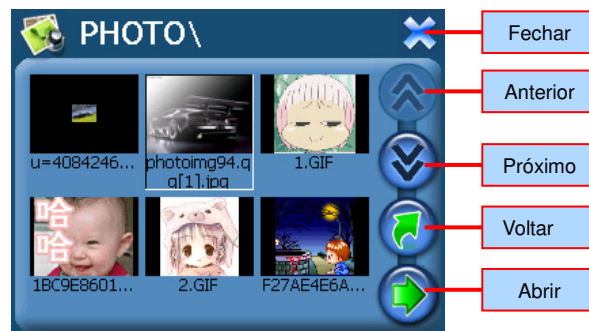 PHOTO\
Fechar
Anterior
u=4084246...
photoimg94.q
q[1].jpg
1.GIF
Próximo
哈
哈
Voltar
1BC9E8601...
2.GIF
F27AE4E6A...
Abrir